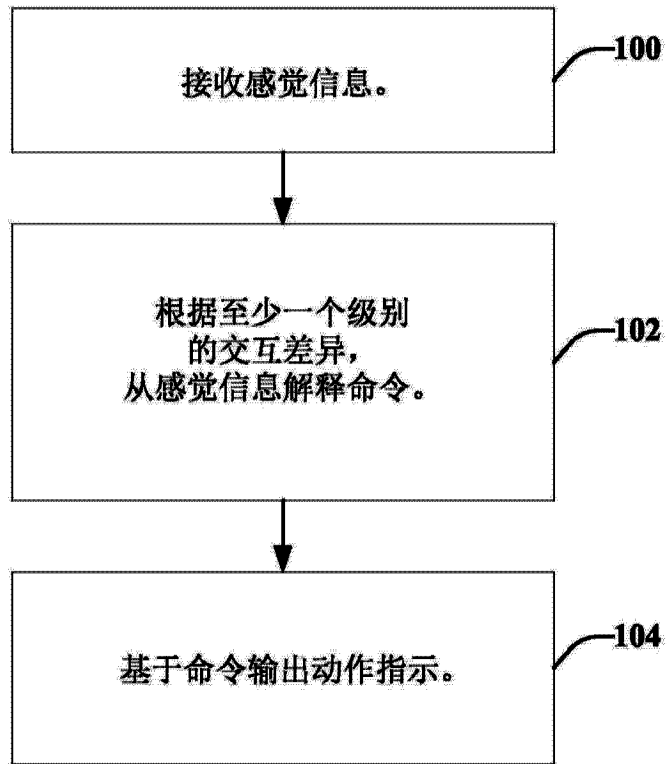 接收感觉信息。
100
根据至少一个级别
的交互差异，
从感觉信息解释命令。
102
基于命令输出动作指示。
104